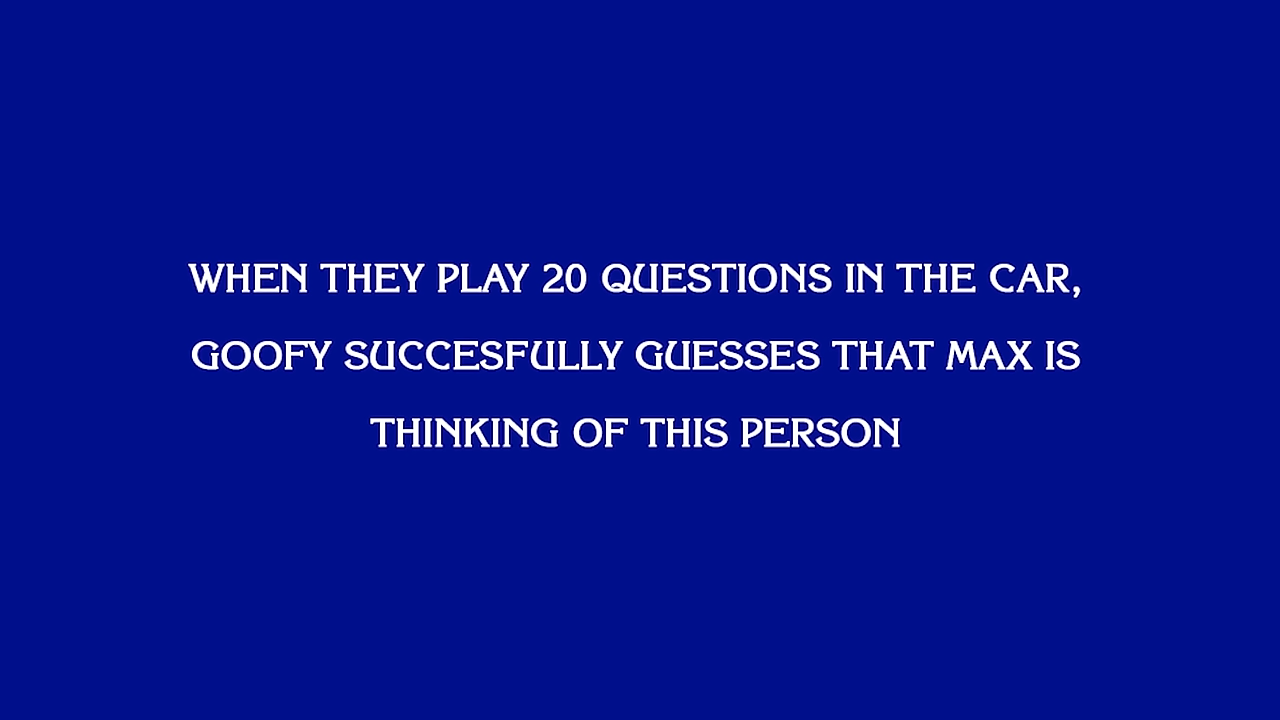 WHEN THEY PLAY 20 QUESTIONS IN THE CAR,
GOOFY SUCCESFULLY GUESSES THAT MAX IS
THINKING OF THIS PERSON